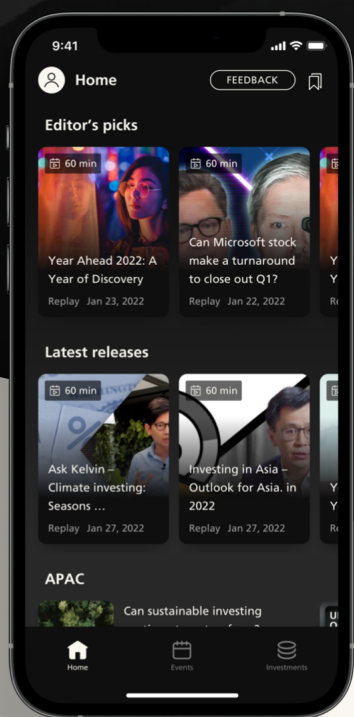 9:41
Home
FEEDBACK
Editor's picks
60 min
60 min
Year Ahead 2022: A
Year of Discovery
Replay Jan 23, 2022
Can Microsoft stock
make a turnaround
to close out Q1?
Replay Jan 22, 2022
Y
Y
Latest releases
60 min
60 min
Ask Kelvin –
Climate investing:
Seasons ...
Replay Jan 27, 2022
Investing in Asia –
Outlook for Asia. in
2022
Replay Jan 27, 2022
Y
Y
APAC
Can sustainable investing
Home
Events
Investments